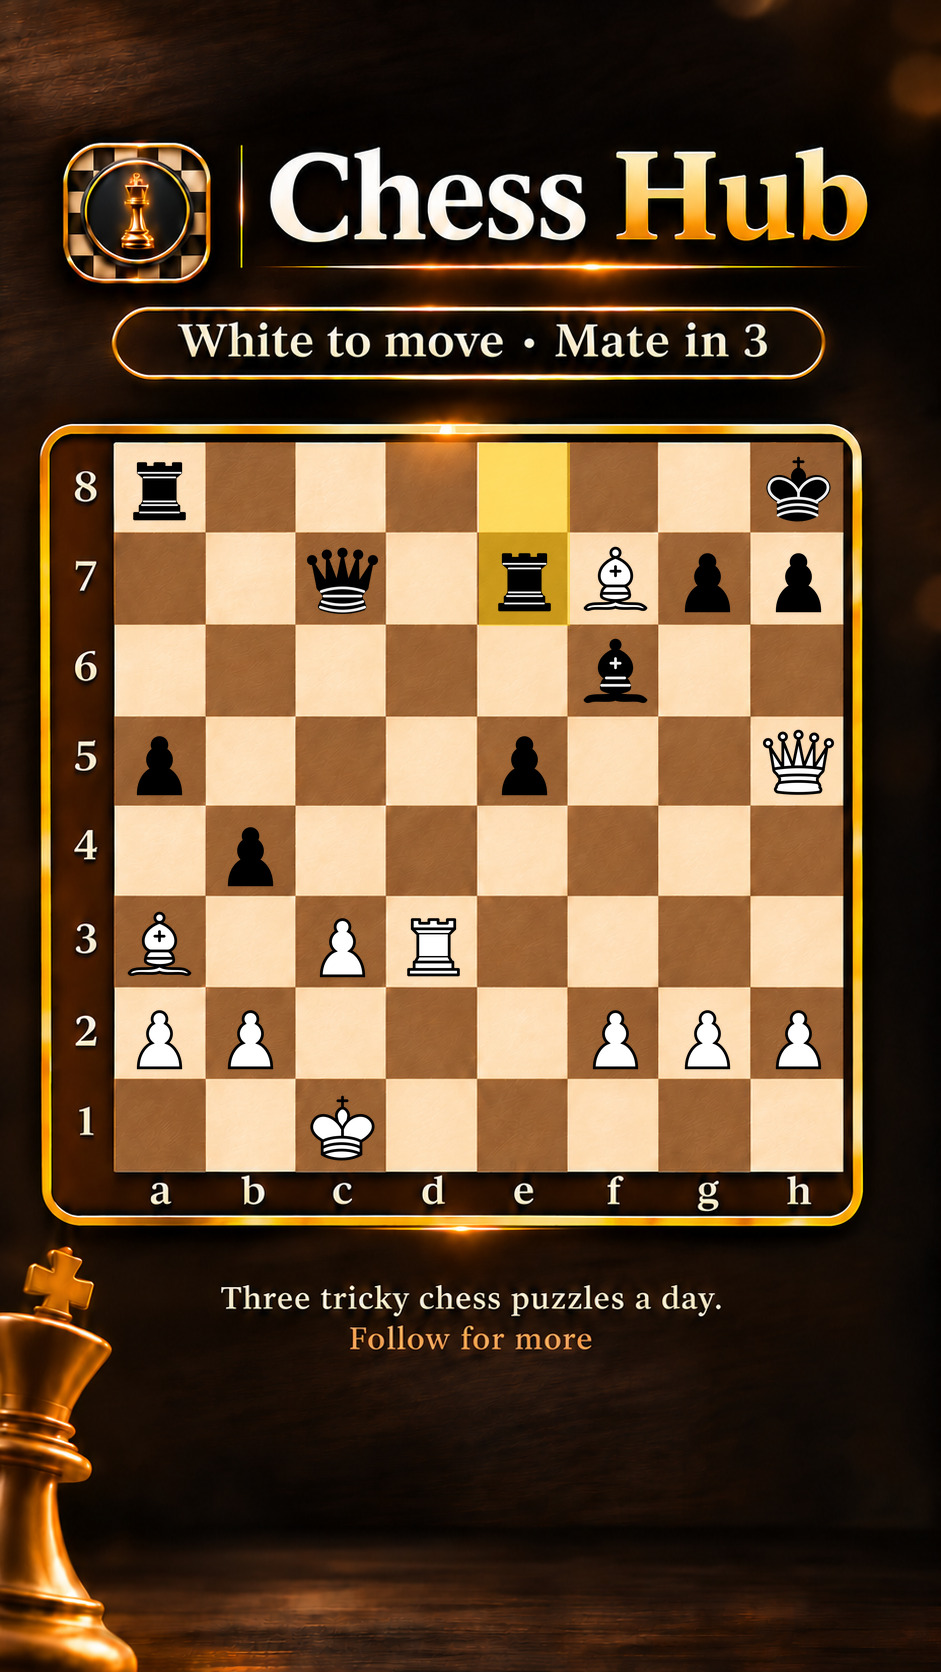 Chess Hub
White to move • Mate in 3
8
7
6
5
4
3
2
1
a b c d e f g h
Three tricky chess puzzles a day.
Follow for more